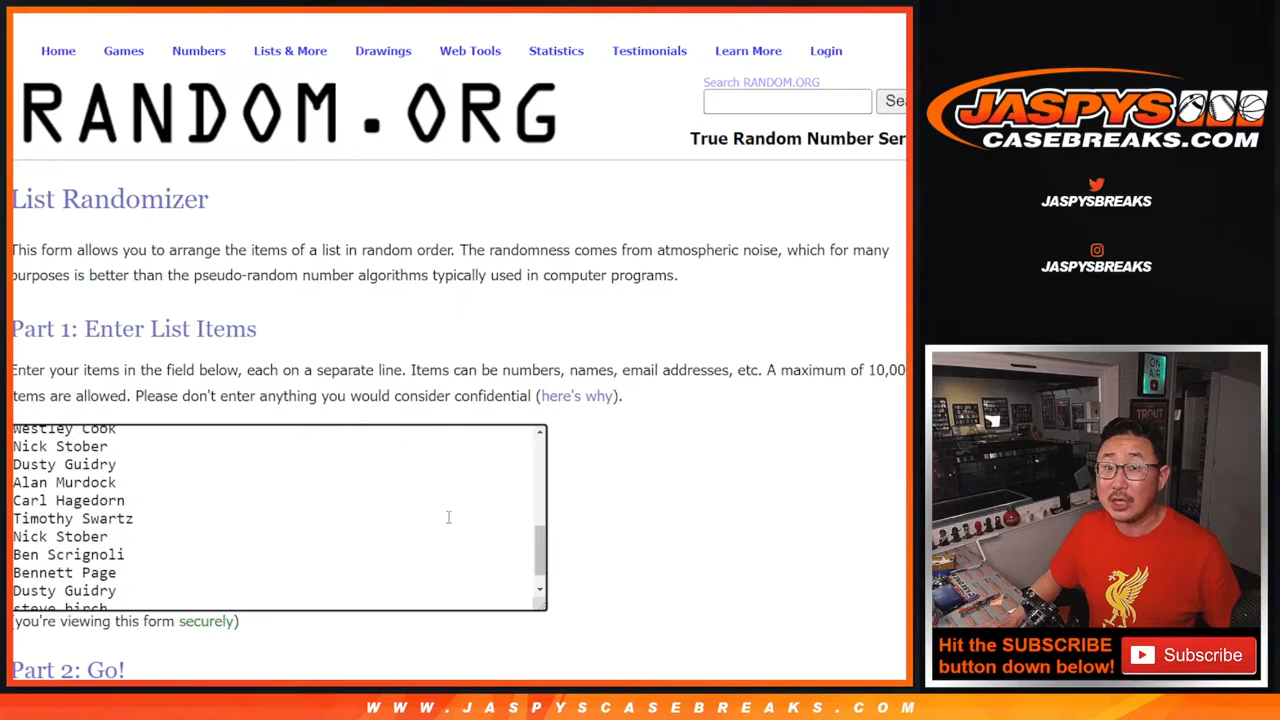 Home Games Numbers Lists & More Drawings Web Tools Statistics Testimonials Learn More Login
RANDOM.ORG
Search RANDOM.ORG
Sea
True Random Number Ser
List Randomizer
This form allows you to arrange the items of a list in random order. The randomness comes from atmospheric noise, which for many
purposes is better than the pseudo-random number algorithms typically used in computer programs.
Part 1: Enter List Items
Enter your items in the field below, each on a separate line. Items can be numbers, names, email addresses, etc. A maximum of 10,00
items are allowed. Please don't enter anything you would consider confidential (here's why).
Westley Cook
Nick Stober
Dusty Guidry
Alan Murdock
Carl Hagedorn
Timothy Swartz
Nick Stober
Ben Scrignoli
Bennett Page
Dusty Guidry
steve birch
(you're viewing this form securely)
Part 2: Go!
JASPYS
CASEBREAKS.COM
JASPYSBREAKS
JASPYSBREAKS
ON
AIR
TROUT
Hit the SUBSCRIBE
button down below!
Subscribe
WWW.JASPYSCASEBREAKS.COM